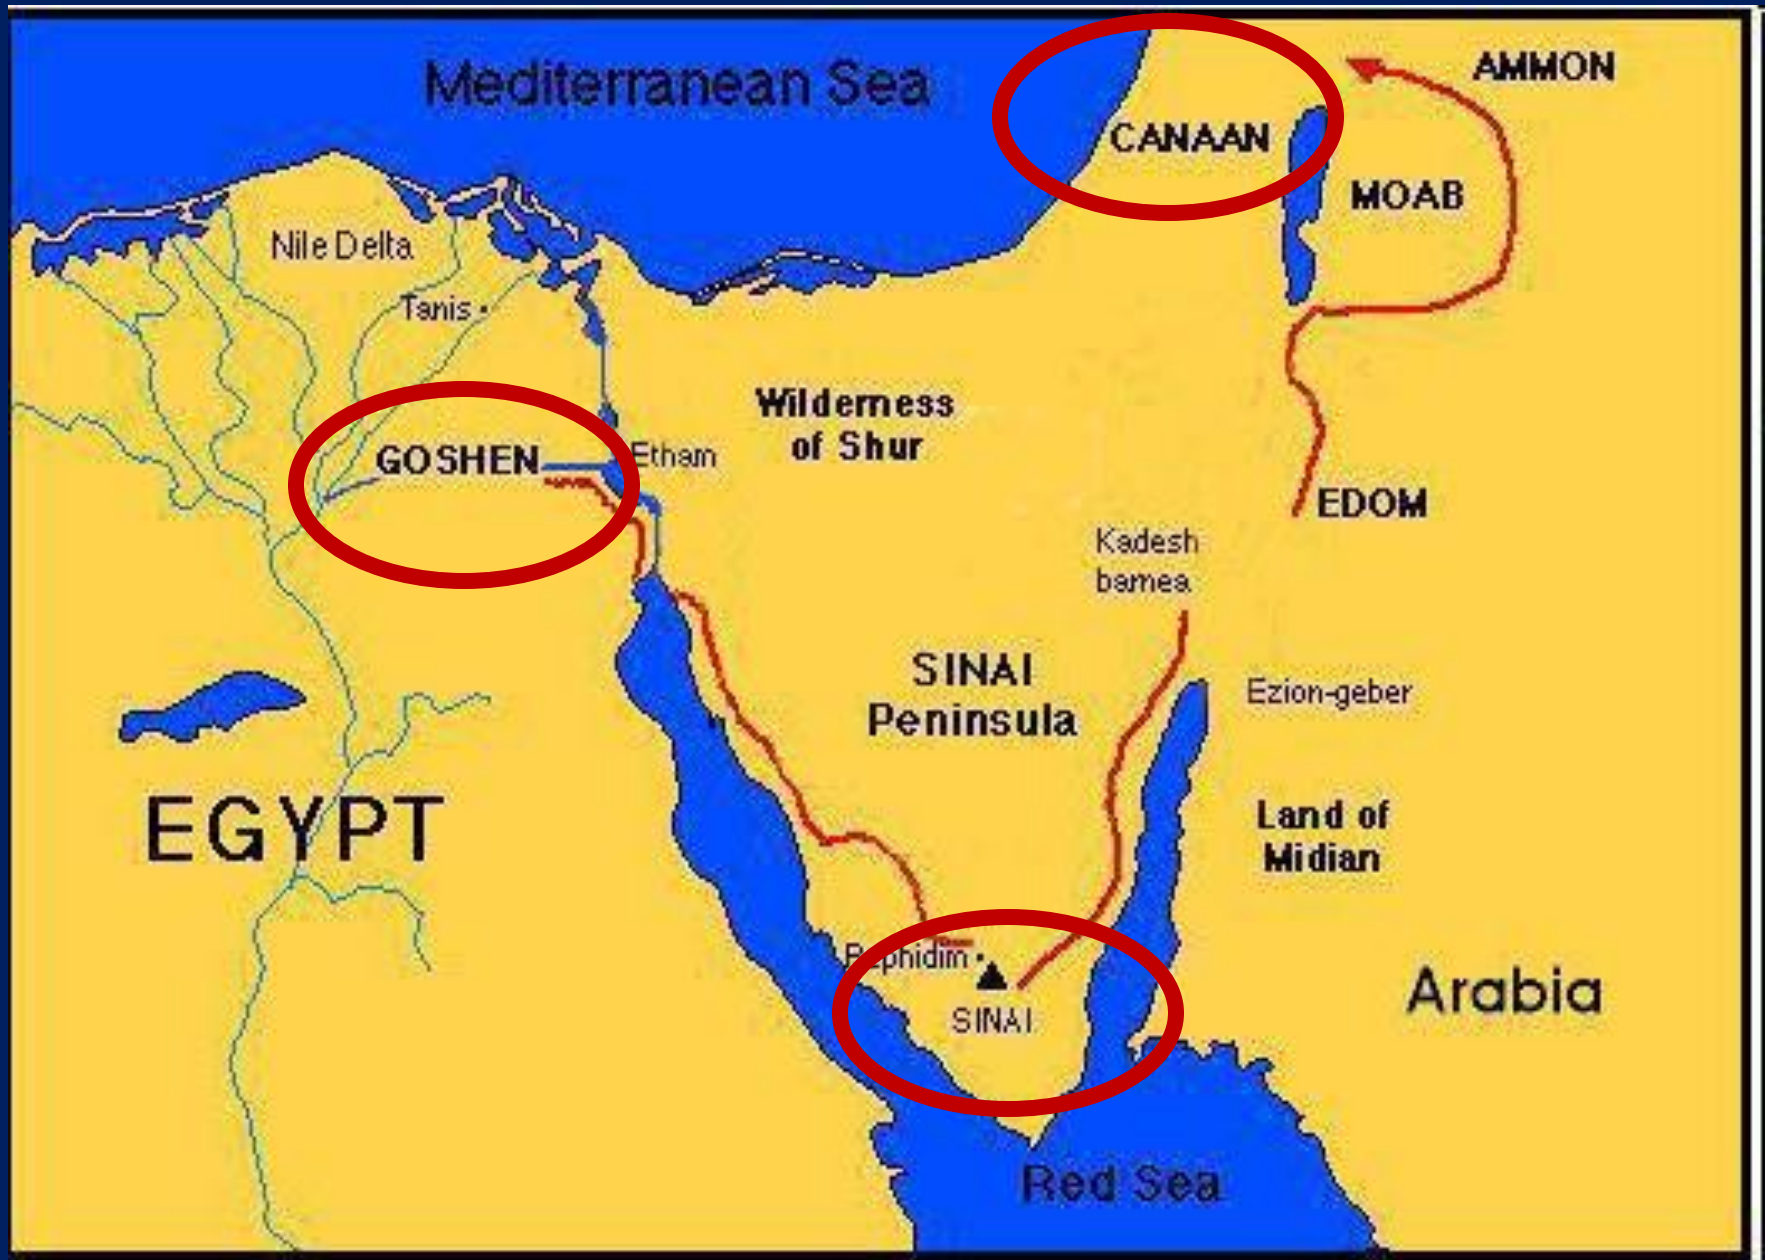 Mediterranean Sea
AMMON
CANAAN
MOAB
Nile Delta
Tanis
Wilderness
of Shur
GOSHEN
Etham
EDOM
Kadesh
barnea
SINAI
Peninsula
Ezion-geber
EGYPT
Land of
Midian
Rephidim
SINAI
Arabia
Red Sea